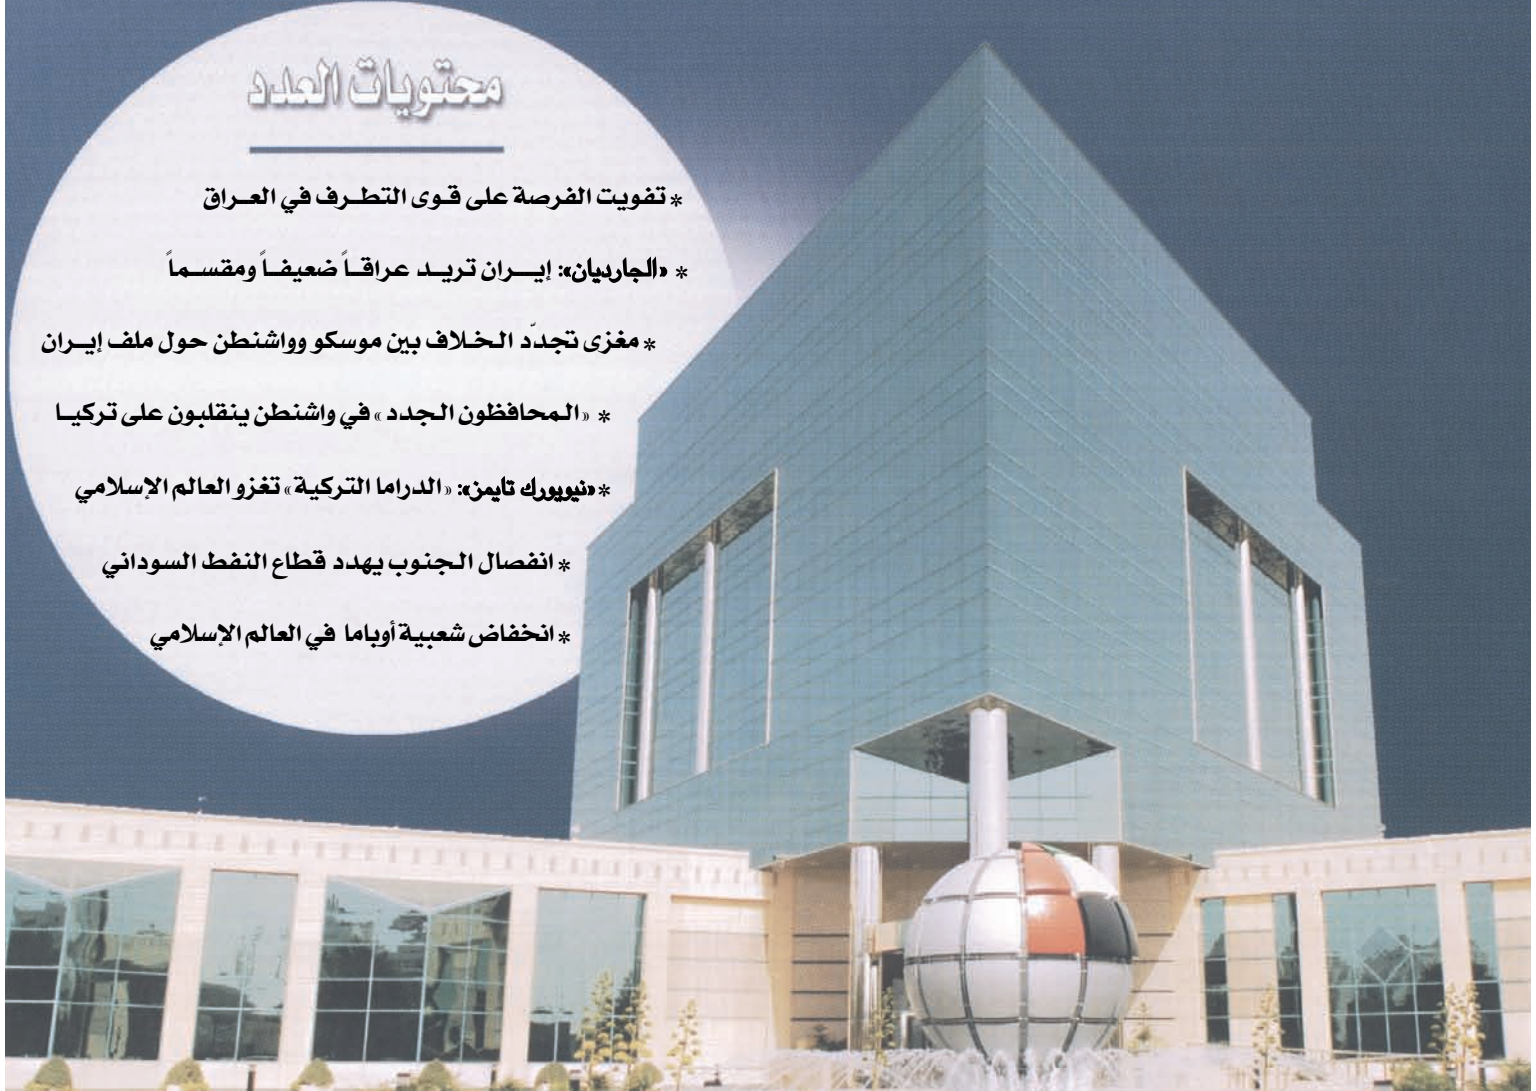 محتويات العدد
* تفويت الفرصة على قوى التطرف في العراق
* «الجارديان»: إيران تريد عراقاً ضعيفاً ومقسماً
* مغزى تجدّد الخلاف بين موسكو وواشنطن حول ملف إيران
* «المحافظون الجدد» في واشنطن ينقلبون على تركيا
* «نيويورك تايمز»: «الدراما التركية» تغزو العالم الإسلامي
* انفصال الجنوب يهدد قطاع النفط السوداني
* انخفاض شعبية أوباما في العالم الإسلامي